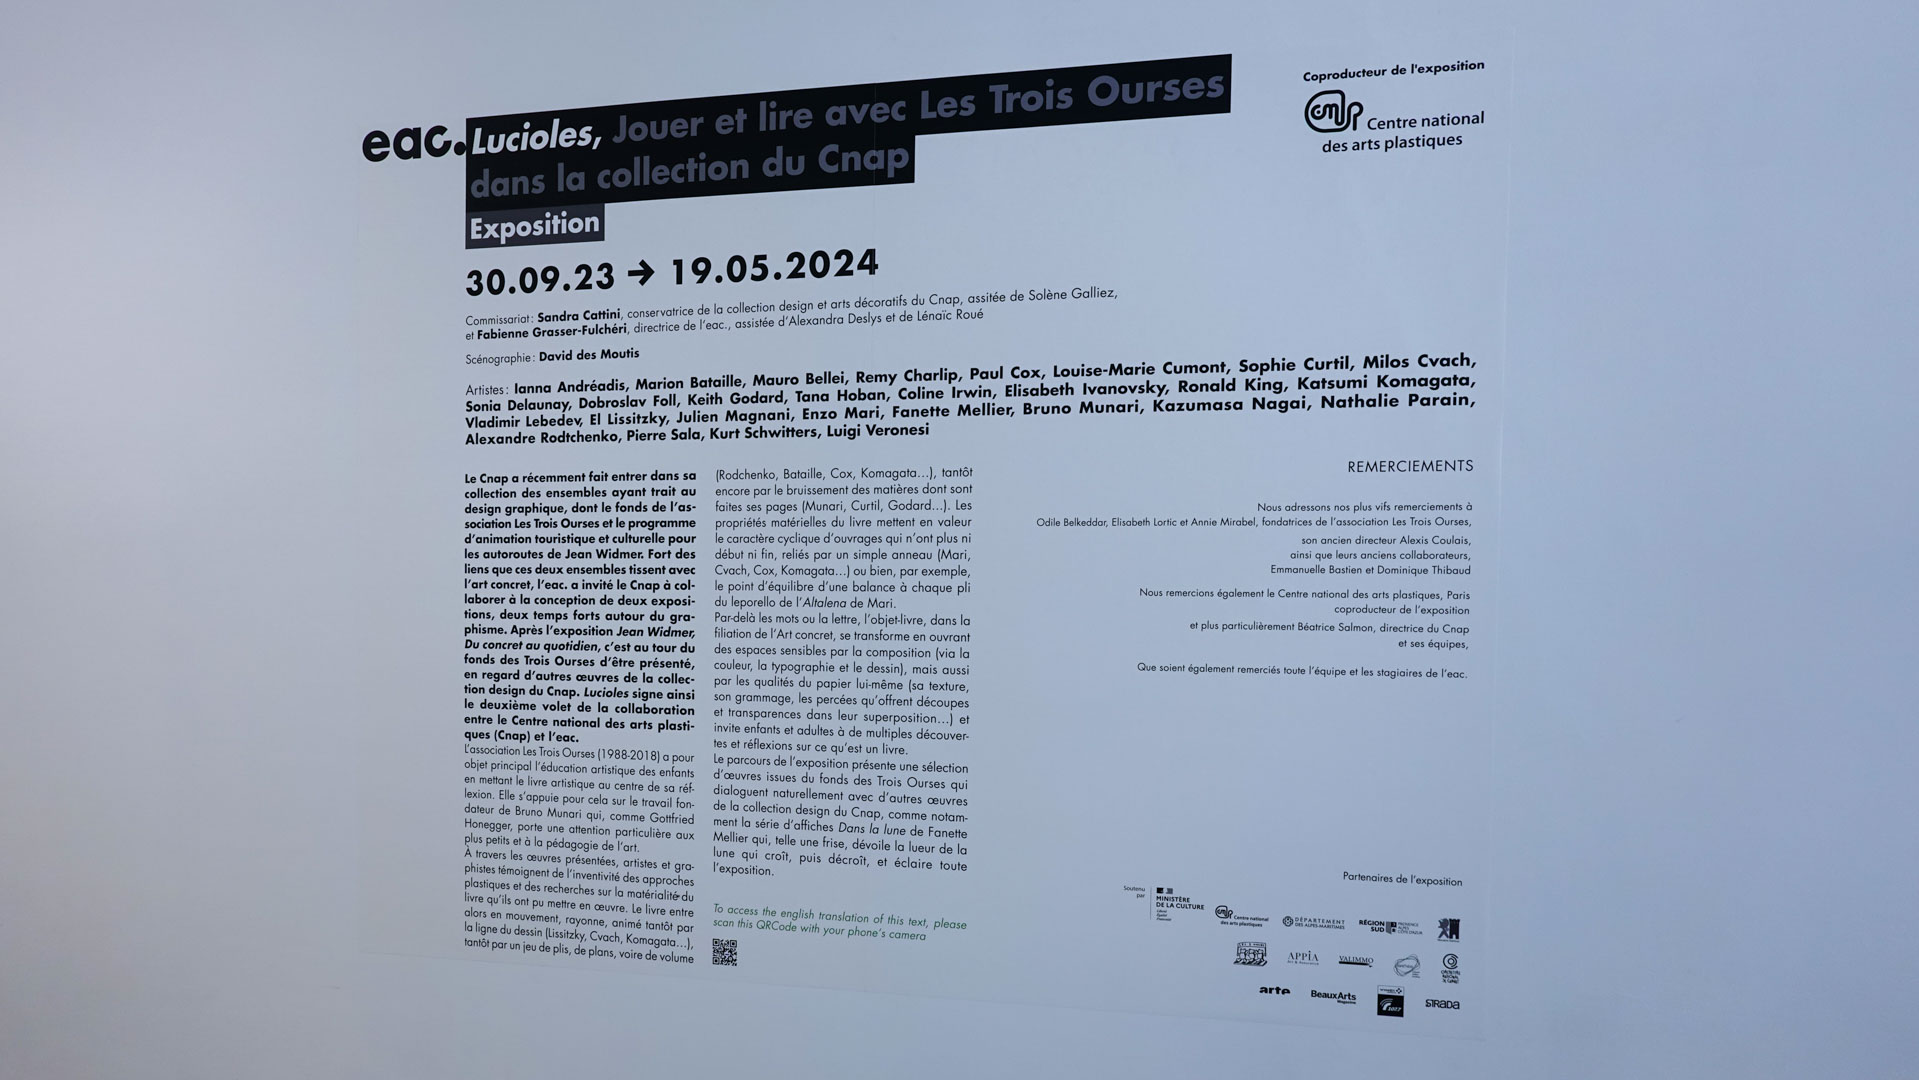 eac. Lucioles, Jouer et lire avec Les Trois Ourses
dans la collection du Cnap
Exposition
30.09.23 → 19.05.2024
Commissariat : Sandra Cattini, conservatrice de la collection design et arts décoratifs du Cnap, assitée de Solène Galliez,
et Fabienne Grasser-Fulchéri, directrice de l'eac., assistée d'Alexandra Deslys et de Lénaïc Roué
Scénographie : David des Moutis
Artistes : Ianna Andréadis, Marion Bataille, Mauro Bellei, Remy Charlip, Paul Cox, Louise-Marie Cumont, Sophie Curtil, Milos Cvach,
Sonia Delaunay, Dobroslav Foll, Keith Godard, Tana Hoban, Coline Irwin, Elisabeth Ivanovsky, Ronald King, Katsumi Komagata,
Vladimir Lebedev, El Lissitzky, Julien Magnani, Enzo Mari, Fanette Mellier, Bruno Munari, Kazumasa Nagai, Nathalie Parain,
Alexandre Rodtchenko, Pierre Sala, Kurt Schwitters, Luigi Veronesi
Coproducteur de l'exposition
cnap Centre national
des arts plastiques
Le Cnap a récemment fait entrer dans sa
collection des ensembles ayant trait au
design graphique, dont le fonds de l'as-
sociation Les Trois Ourses et le programme
d'animation touristique et culturelle pour
les autoroutes de Jean Widmer. Fort des
liens que ces deux ensembles tissent avec
l'art concret, l'eac. a invité le Cnap à col-
laborer à la conception de deux exposi-
tions, deux temps forts autour du gra-
phisme. Après l'exposition Jean Widmer,
Du concret au quotidien, c'est au tour du
fonds des Trois Ourses d'être présenté,
en regard d'autres œuvres de la collec-
tion design du Cnap. Lucioles signe ainsi
le deuxième volet de la collaboration
entre le Centre national des arts plasti-
ques (Cnap) et l'eac.
L'association Les Trois Ourses (1988-2018) a pour
objet principal l'éducation artistique des enfants
en mettant le livre artistique au centre de sa réf-
lexion. Elle s'appuie pour cela sur le travail fon-
dateur de Bruno Munari qui, comme Gottfried
Honegger, porte une attention particulière aux
plus petits et à la pédagogie de l'art.
À travers les œuvres présentées, artistes et gra-
phistes témoignent de l'inventivité des approches
plastiques et des recherches sur la matérialité du
livre qu'ils ont pu mettre en œuvre. Le livre entre
alors en mouvement, rayonne, animé tantôt par
la ligne du dessin (Lissitzky, Cvach, Komagata...),
tantôt par un jeu de plis, de plans, voire de volume
(Rodchenko, Bataille, Cox, Komagata...), tantôt
encore par le bruissement des matières dont sont
faites ses pages (Munari, Curtil, Godard...). Les
propriétés matérielles du livre mettent en valeur
le caractère cyclique d'ouvrages qui n'ont plus ni
début ni fin, reliés par un simple anneau (Mari,
Cvach, Cox, Komagata...) ou bien, par exemple,
le point d'équilibre d'une balance à chaque pli
du leporello de l'Altalena de Mari.
Par-delà les mots ou la lettre, l'objet-livre, dans la
filiation de l'Art concret, se transforme en ouvrant
des espaces sensibles par la composition (via la
couleur, la typographie et le dessin), mais aussi
par les qualités du papier lui-même (sa texture,
son grammage, les percées qu'offrent découpes
et transparences dans leur superposition...) et
invite enfants et adultes à de multiples découver-
tes et réflexions sur ce qu'est un livre.
Le parcours de l'exposition présente une sélection
d'œuvres issues du fonds des Trois Ourses qui
dialoguent naturellement avec d'autres œuvres
de la collection design du Cnap, comme notam-
ment la série d'affiches Dans la lune de Fanette
Mellier qui, telle une frise, dévoile la lueur de la
lune qui croît, puis décroît, et éclaire toute
l'exposition.
To access the english translation of this text, please
scan this QRCode with your phone's camera
REMERCIEMENTS
Nous adressons nos plus vifs remerciements à
Odile Belkeddar, Elisabeth Lortic et Annie Mirabel, fondatrices de l'association Les Trois Ourses,
son ancien directeur Alexis Coulais,
ainsi que leurs anciens collaborateurs,
Emmanuelle Bastien et Dominique Thibaud
Nous remercions également le Centre national des arts plastiques, Paris
coproducteur de l'exposition
et plus particulièrement Béatrice Salmon, directrice du Cnap
et ses équipes,
Que soient également remerciés toute l'équipe et les stagiaires de l'eac.
Partenaires de l'exposition
Soutenu
par
MINISTÈRE
DE LA CULTURE
Liberté
Égalité
Fraternité
cnap Centre national
des arts plastiques
DÉPARTEMENT
DES ALPES-MARITIMES
RÉGION
SUD
PROVENCE
ALPES
CÔTE D'AZUR
APPIA
VALIMMO
arte
BeauxArts
Magazine
STRADA